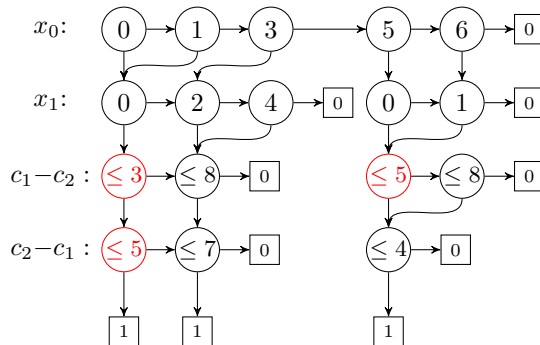 x₀: 0 1 3 5 6 0
x₁: 0 2 4 0 0 1 0
c₁−c₂ : ≤ 3 ≤ 8 0 ≤ 5 ≤ 8 0
c₂−c₁ : ≤ 5 ≤ 7 0 ≤ 4 0
1 1 1